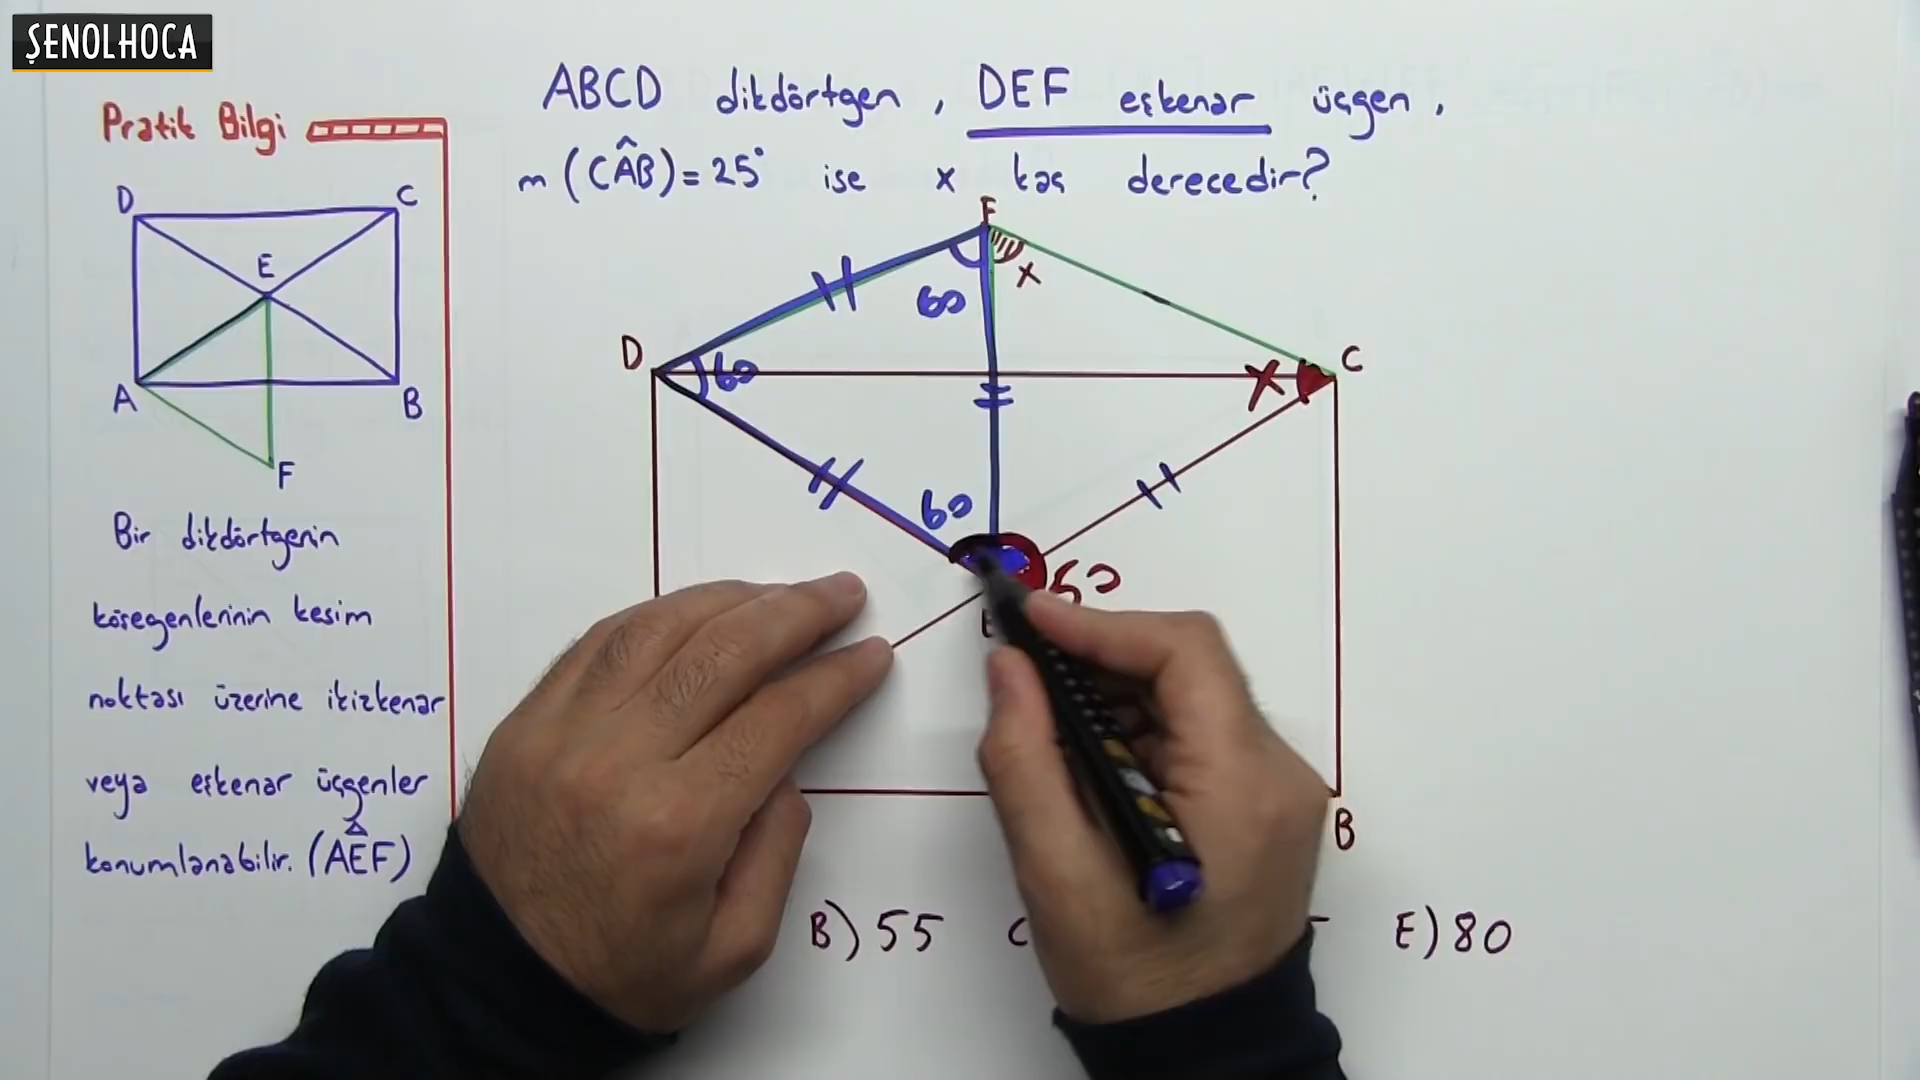 ŞENOLHOCA
ABCD dikdörtgen, DEF eşkenar üçgen,
m(CÂB)=25° ise x kaç derecedir?
Pratik Bilgi
D
C
E
A
B
F
Bir dikdörtgenin
köşegenlerinin kesim
noktası üzerine ikizkenar
veya eşkenar üçgenler
konumlanabilir. (AEF)
F
x
60
D
60
x
C
60
50
B
B) 55
C
E) 80